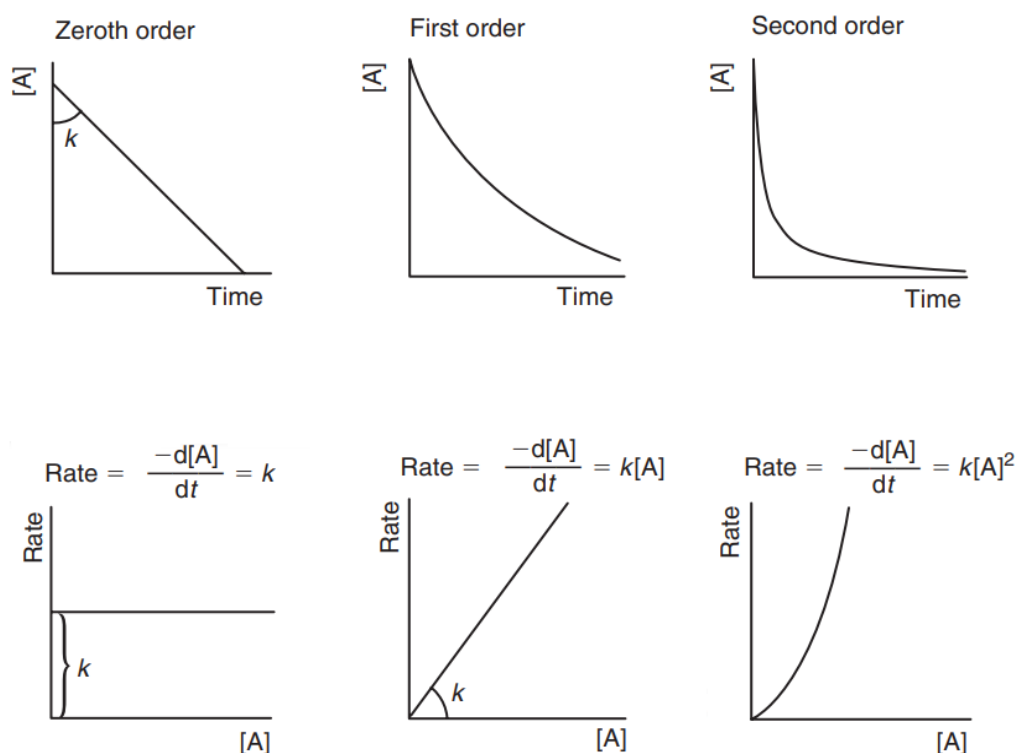 Zeroth order
[A]
k
Time
First order
[A]
Time
Second order
[A]
Time
Rate = −d[A]/dt = k
Rate
k
[A]
Rate = −d[A]/dt = k[A]
Rate
k
[A]
Rate = −d[A]/dt = k[A]²
Rate
[A]